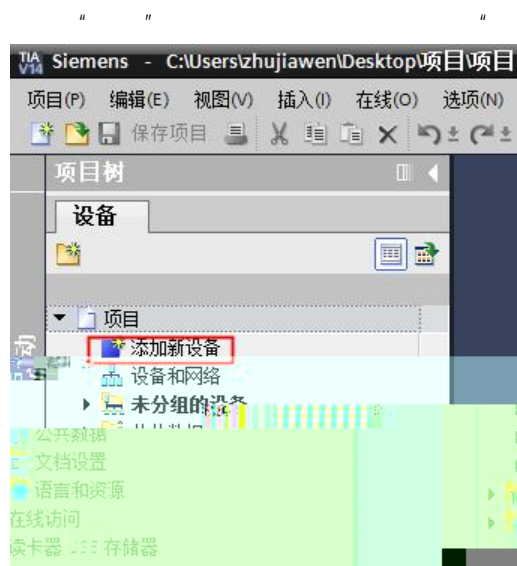 “ ” “
TIA V14 Siemens - C:\Users\zhujiawen\Desktop\项目\项目
项目(P) 编辑(E) 视图(V) 插入(I) 在线(O) 选项(N)
保存项目
项目树
设备
项目
添加新设备
设备和网络
未分组的设备
公共数据
文档设置
语言和资源
在线访问
读卡器 存储器